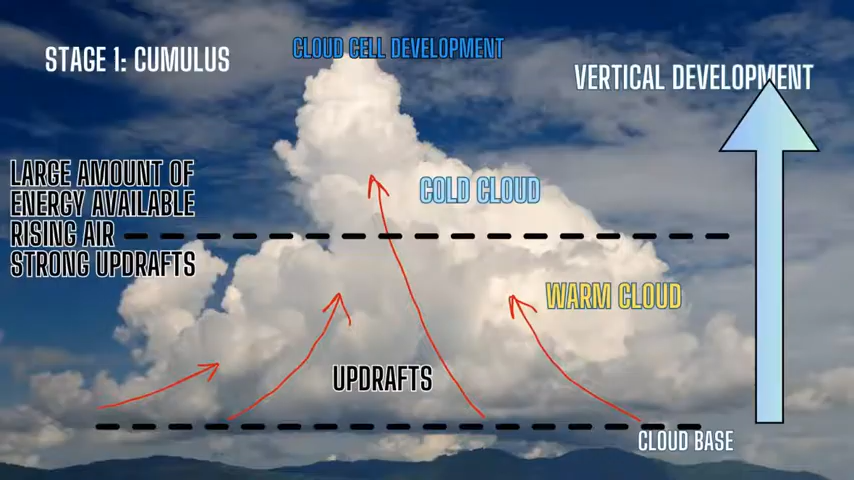 STAGE 1: CUMULUS
CLOUD CELL DEVELOPMENT
VERTICAL DEVELOPMENT
LARGE AMOUNT OF
ENERGY AVAILABLE
RISING AIR
STRONG UPDRAFTS
COLD CLOUD
WARM CLOUD
UPDRAFTS
CLOUD BASE